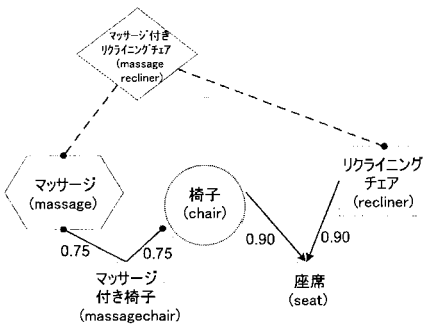 マッサージ付き
リクライニングチェア
(massage
recliner)
マッサージ
(massage)
椅子
(chair)
リクライニング
チェア
(recliner)
0.75
0.75
0.90
0.90
マッサージ
付き椅子
(massagechair)
座席
(seat)